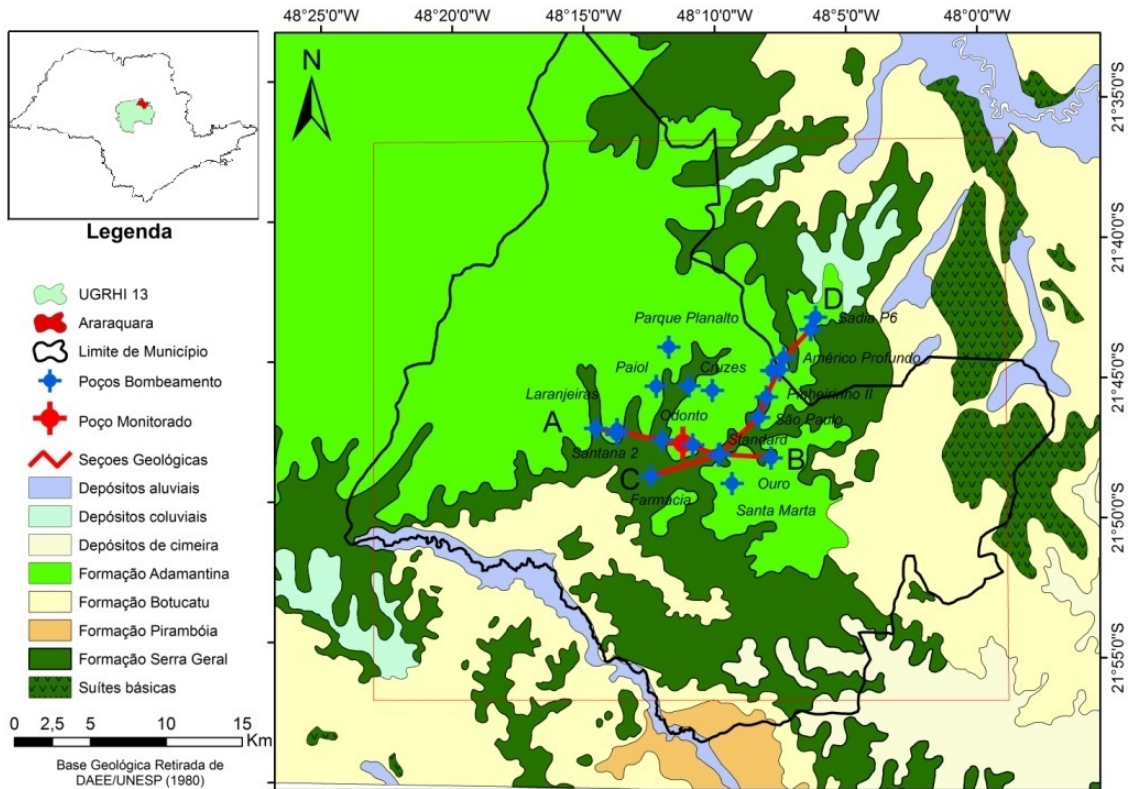 48°25'0"W 48°20'0"W 48°15'0"W 48°10'0"W 48°5'0"W 48°0'0"W
N
21°35'0"S
21°40'0"S
21°45'0"S
21°50'0"S
21°55'0"S
Legenda
UGRHI 13
Araraquara
Limite de Município
Poços Bombeamento
Poço Monitorado
Seçoes Geológicas
Depósitos aluviais
Depósitos coluviais
Depósitos de cimeira
Formação Adamantina
Formação Botucatu
Formação Pirambóia
Formação Serra Geral
Suítes básicas
0 2,5 5 10 15
Km
Base Geológica Retirada de
DAEE/UNESP (1980)
D
Parque Planalto
Sadia P6
Américo Profundo
Paiol
Cruzes
Laranjeiras
Pinheirinho II
A
Odonto
São Paulo
Santana 2
Standard
B
C
Ouro
Farmácia
Santa Marta